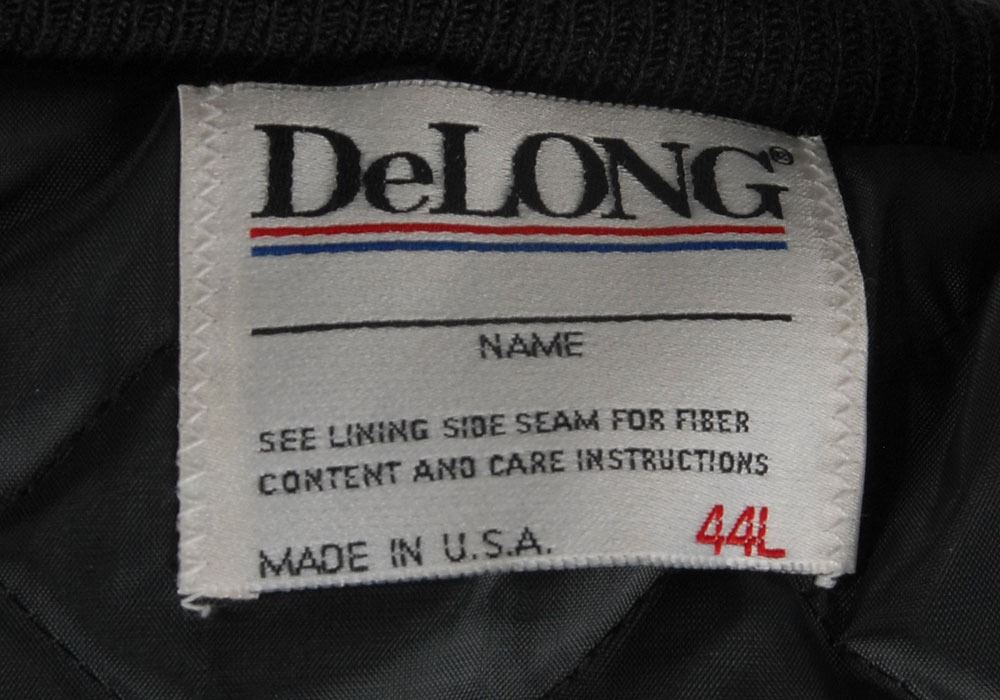 DeLONG®
NAME
SEE LINING SIDE SEAM FOR FIBER
CONTENT AND CARE INSTRUCTIONS
MADE IN U.S.A. 44L